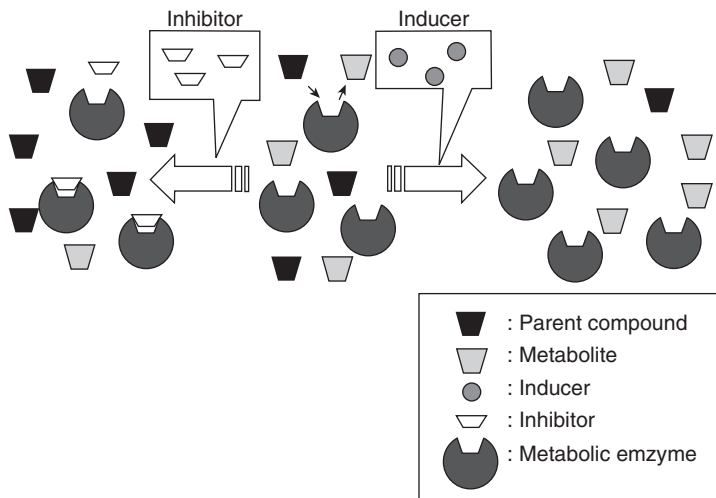 Inhibitor
Inducer
: Parent compound
: Metabolite
: Inducer
: Inhibitor
: Metabolic emzyme